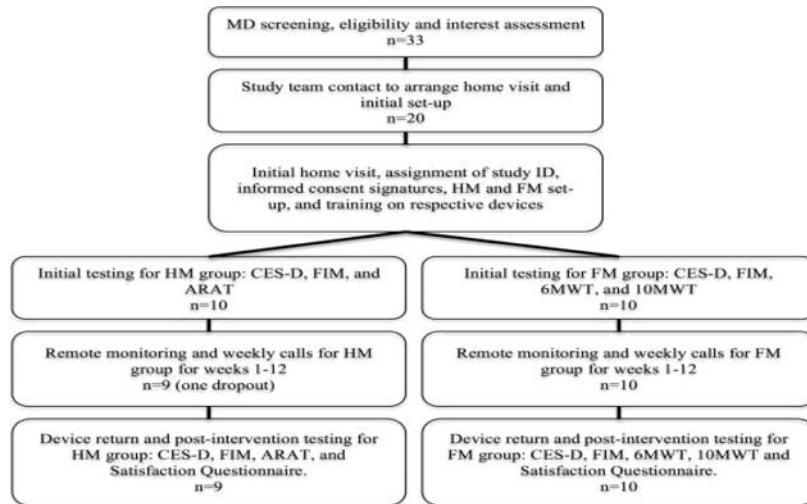 MD screening, eligibility and interest assessment
n=33
Study team contact to arrange home visit and
initial set-up
n=20
Initial home visit, assignment of study ID,
informed consent signatures, HM and FM set-
up, and training on respective devices
Initial testing for HM group: CES-D, FIM, and
ARAT
n=10
Initial testing for FM group: CES-D, FIM,
6MWT, and 10MWT
n=10
Remote monitoring and weekly calls for HM
group for weeks 1-12
n=9 (one dropout)
Remote monitoring and weekly calls for FM
group for weeks 1-12
n=10
Device return and post-intervention testing for
HM group: CES-D, FIM, ARAT, and
Satisfaction Questionnaire.
n=9
Device return and post-intervention testing for
FM group: CES-D, FIM, 6MWT, 10MWT and
Satisfaction Questionnaire.
n=10